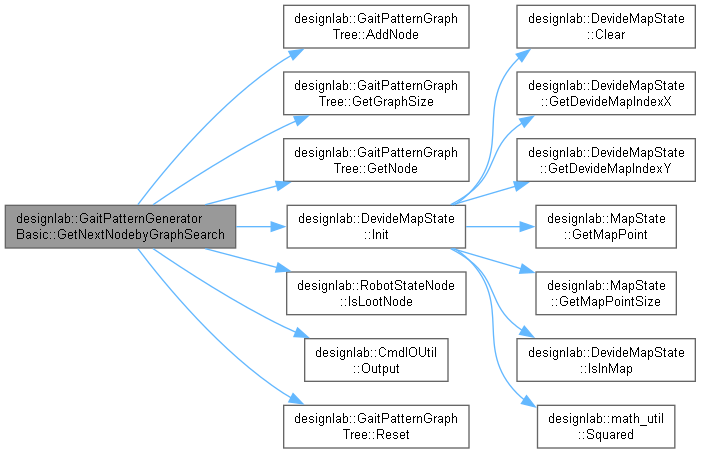 designlab::GaitPatternGenerator
Basic::GetNextNodebyGraphSearch
designlab::GaitPatternGraph
Tree::AddNode
designlab::GaitPatternGraph
Tree::GetGraphSize
designlab::GaitPatternGraph
Tree::GetNode
designlab::DevideMapState
::Init
designlab::RobotStateNode
::IsLootNode
designlab::CmdIOUtil
::Output
designlab::GaitPatternGraph
Tree::Reset
designlab::DevideMapState
::Clear
designlab::DevideMapState
::GetDevideMapIndexX
designlab::DevideMapState
::GetDevideMapIndexY
designlab::MapState
::GetMapPoint
designlab::MapState
::GetMapPointSize
designlab::DevideMapState
::IsInMap
designlab::math_util
::Squared